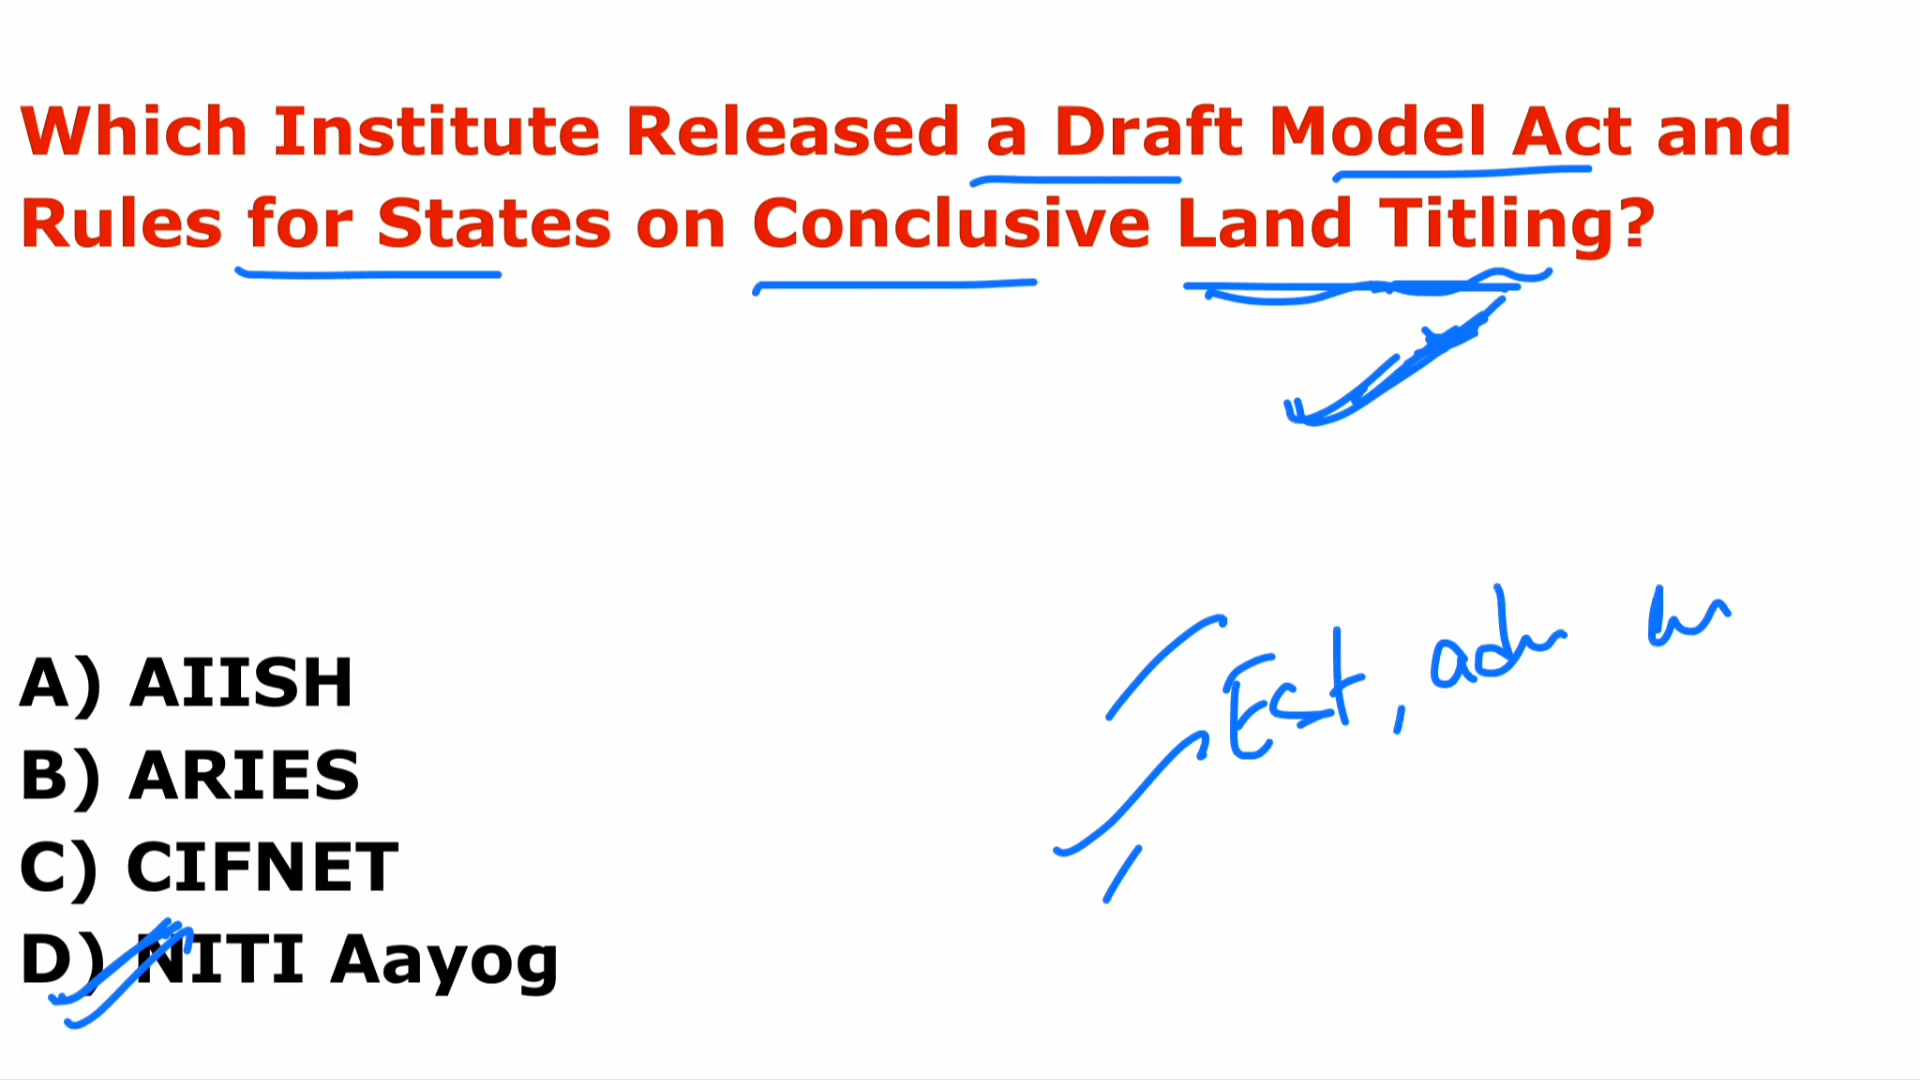 Which Institute Released a Draft Model Act and
Rules for States on Conclusive Land Titling?
Est, adm
A) AIISH
B) ARIES
C) CIFNET
D) NITI Aayog